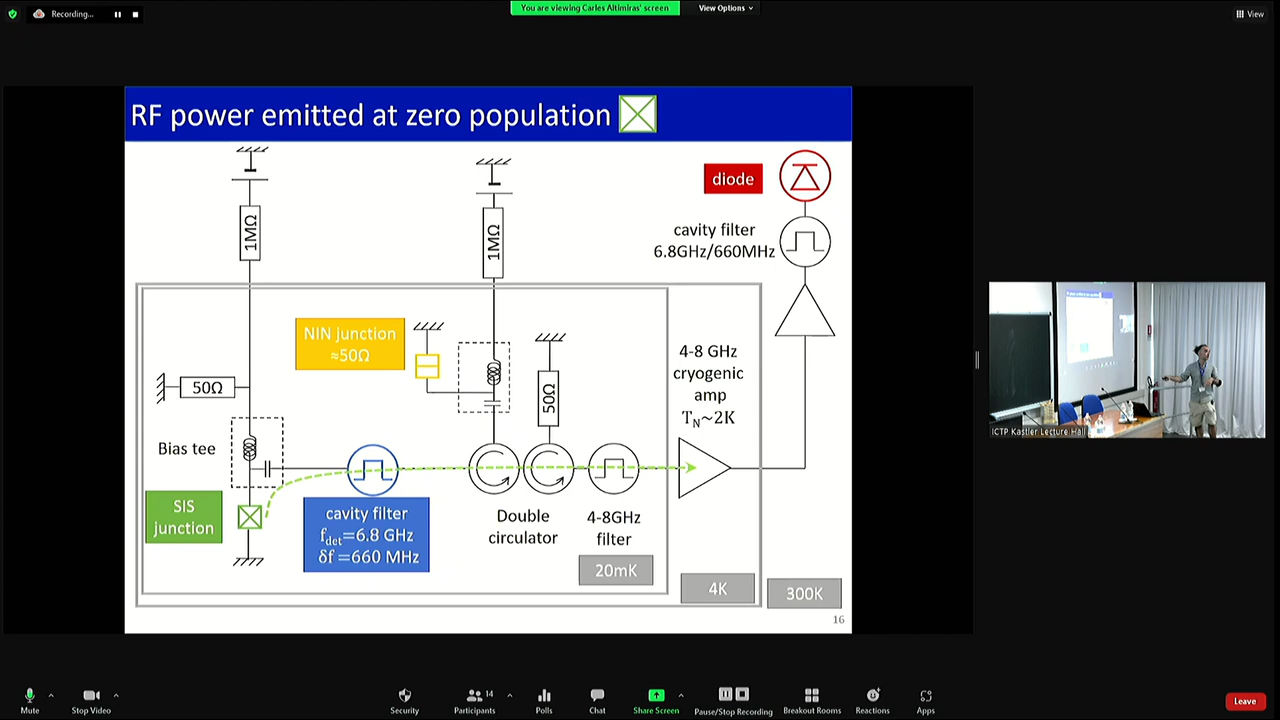 Recording...
You are viewing Carles Altimiras' screen
View Options
View
RF power emitted at zero population
1MΩ
1MΩ
diode
cavity filter
6.8GHz/660MHz
NIN junction
≈50Ω
50Ω
50Ω
4-8 GHz
cryogenic
amp
T_N~2K
Bias tee
SIS
junction
cavity filter
f_det=6.8 GHz
δf =660 MHz
Double
circulator
4-8GHz
filter
20mK
4K
300K
16
ICTP Kastler Lecture Hall
Mute
Stop Video
Security
Participants
14
Polls
Chat
Share Screen
Pause/Stop Recording
Breakout Rooms
Reactions
Apps
Leave